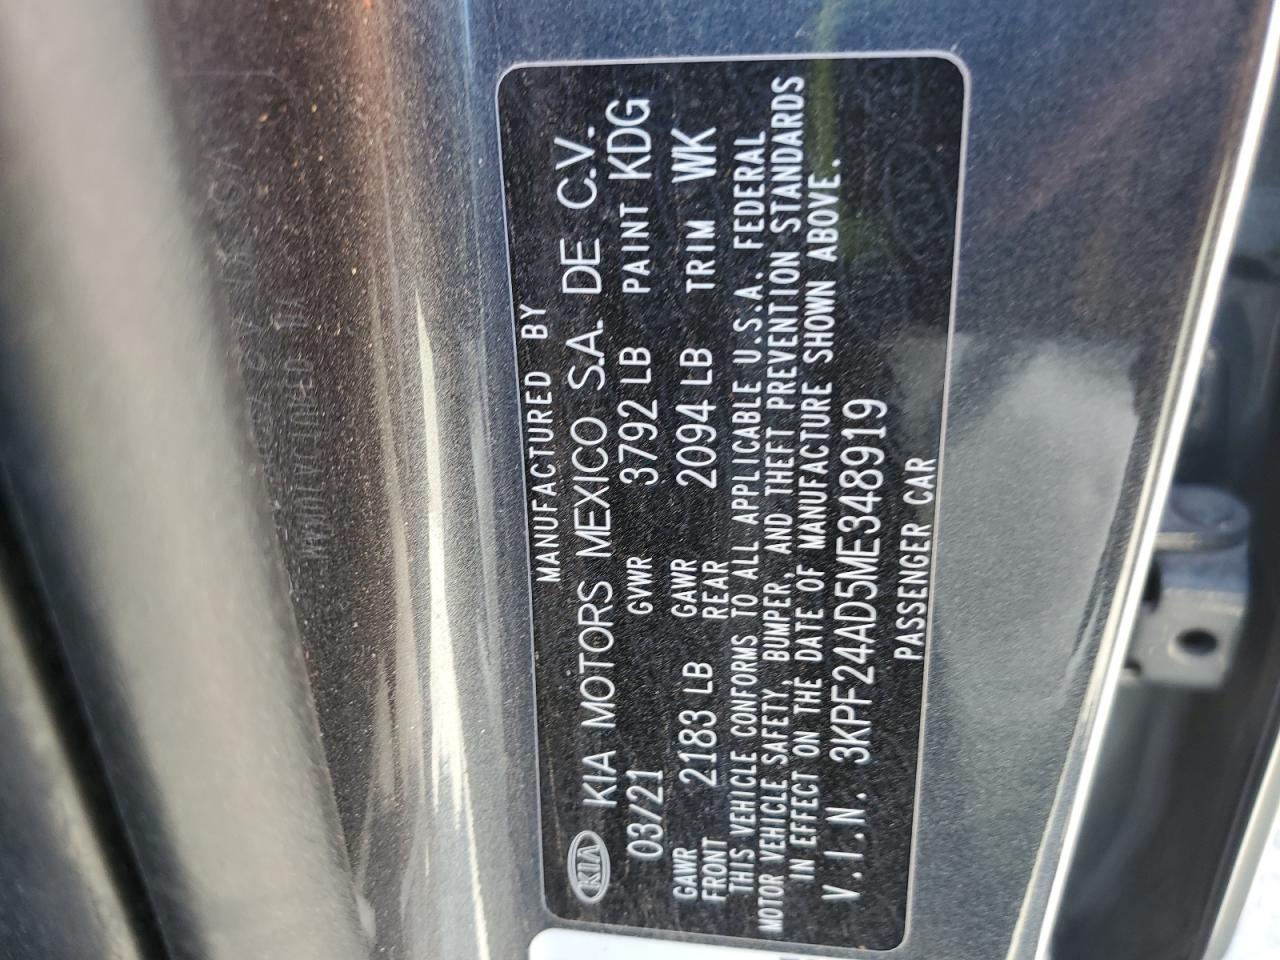 MANUFACTURED BY
KIA KIA MOTORS MEXICO S.A. DE C.V.
03/21 GVWR 3792 LB PAINT KDG
GAWR FRONT 2183 LB GAWR REAR 2094 LB TRIM WK
THIS VEHICLE CONFORMS TO ALL APPLICABLE U.S.A. FEDERAL
MOTOR VEHICLE SAFETY, BUMPER, AND THEFT PREVENTION STANDARDS
IN EFFECT ON THE DATE OF MANUFACTURE SHOWN ABOVE.
V.I.N. 3KPF24AD5ME348919
PASSENGER CAR